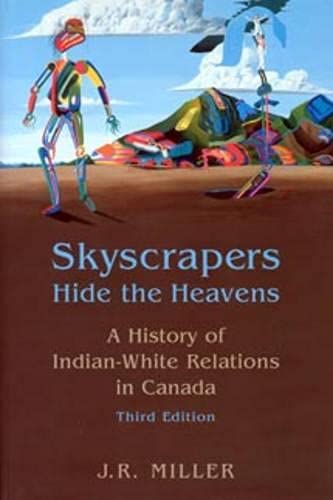 Skyscrapers
Hide the Heavens
A History of
Indian-White Relations
in Canada
Third Edition
J.R. MILLER